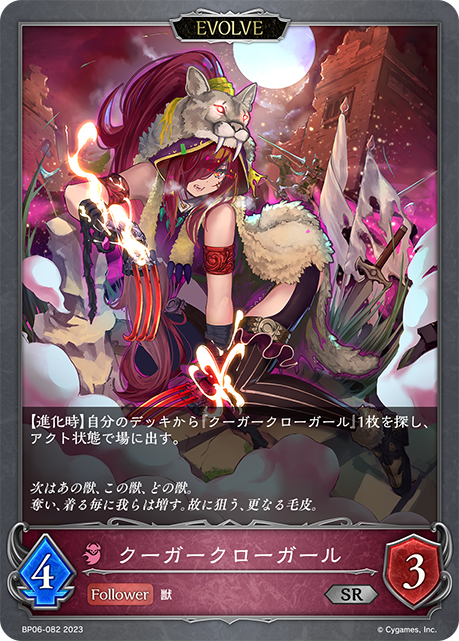 EVOLVE
【進化時】自分のデッキから『クーガークローガール』1枚を探し、
アクト状態で場に出す。
次はあの獣、この獣、どの獣。
奪い、着る毎に我らは増す。故に狙う、更なる毛皮。
クーガークローガール
4
Follower 獣
SR
3
BP06-082 2023
© Cygames, Inc.